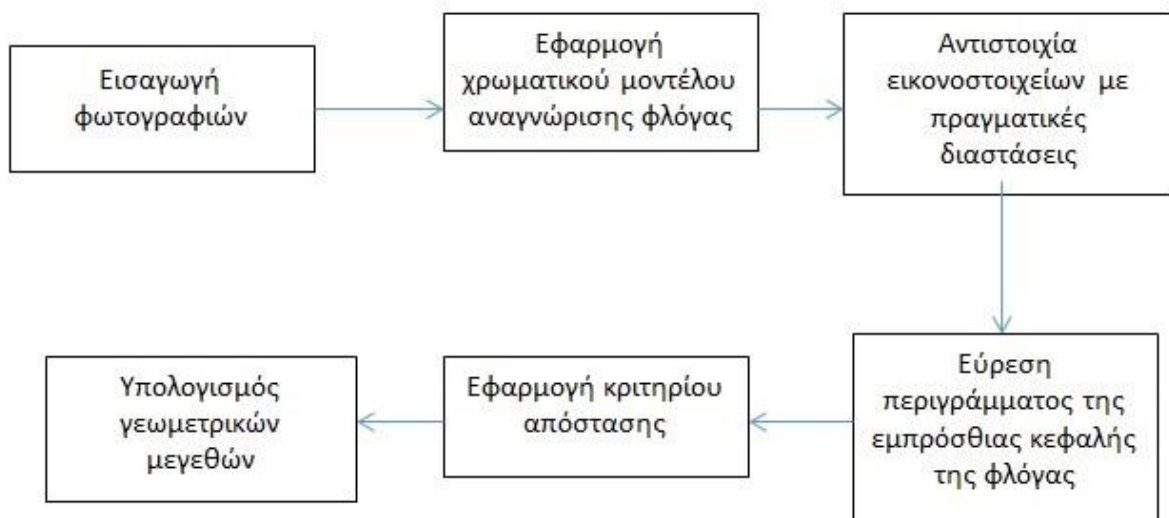 Εισαγωγή
φωτογραφιών
Εφαρμογή
χρωματικού μοντέλου
αναγνώρισης φλόγας
Αντιστοιχία
εικονοστοιχείων με
πραγματικές
διαστάσεις
Εύρεση
περιγράμματος της
εμπρόσθιας κεφαλής
της φλόγας
Εφαρμογή κριτηρίου
απόστασης
Υπολογισμός
γεωμετρικών
μεγεθών